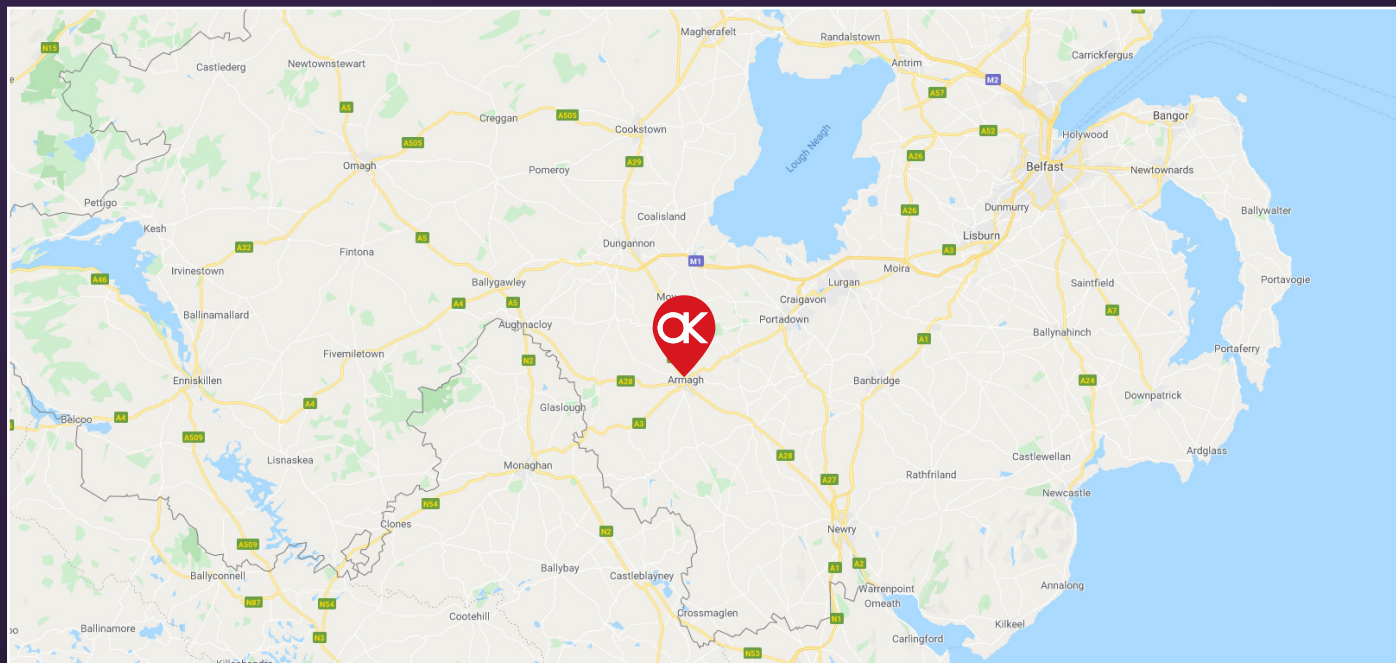 Magherafelt
Randalstown
Carrickfergus
N15
Castlederg
Newtownstewart
Antrim
M2
A5
A57
Creggan
A505
Cookstown
Bangor
A505
A52
Holywood
Lough Neagh
Omagh
Pomeroy
A29
A26
Belfast
Newtownards
Pettigo
Coalisland
A26
Dunmurry
Ballywalter
Kesh
A32
A5
Dungannon
Lisburn
A3
Fintona
M1
Moira
Irvinestown
A46
Ballygawley
Lurgan
Saintfield
Portavogie
A4
A5
Craigavon
Ballinamallard
Portadown
A7
Aughnacloy
OK
Ballynahinch
A1
Fivemiletown
N2
Portaferry
Enniskillen
A28
Armagh
Banbridge
A24
Downpatrick
A4
Glaslough
Belcoo
A4
A3
A509
Ardglass
Lisnaskea
Monaghan
A28
Castlewellan
Rathfriland
A27
Newcastle
N54
Clones
N2
Newry
A509
Ballyconnell
Ballybay
Castleblayney
A1
A2
Annalong
Warrenpoint
Omeath
N87
N54
Cootehill
Crossmaglen
N1
Kilkeel
Ballinamore
N3
Carlingford
N53